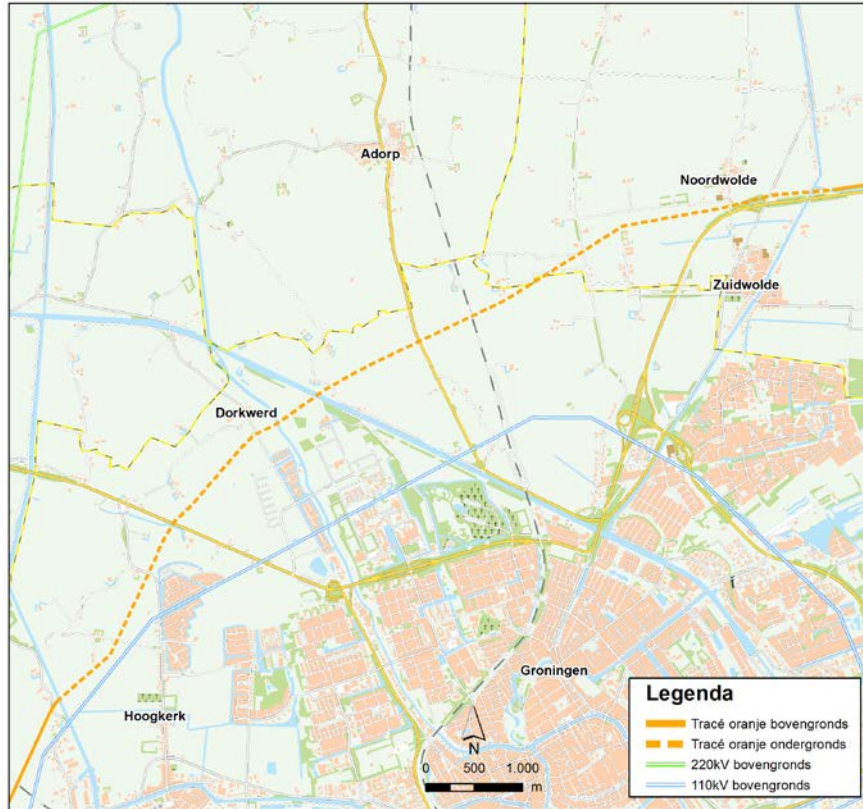 Adorp
Noordwolde
Zuidwolde
Dorkwerd
Groningen
Hoogkerk
Legenda
Tracé oranje bovengronds
Tracé oranje ondergronds
220kV bovengronds
110kV bovengronds
N
0 500 1.000
m